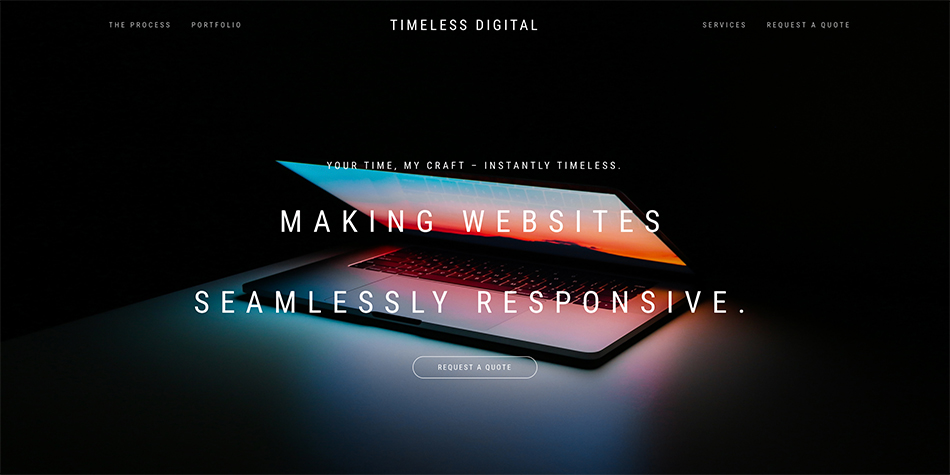 THE PROCESS
PORTFOLIO
TIMELESS DIGITAL
SERVICES
REQUEST A QUOTE
YOUR TIME, MY CRAFT – INSTANTLY TIMELESS.
MAKING WEBSITES
SEAMLESSLY RESPONSIVE.
REQUEST A QUOTE